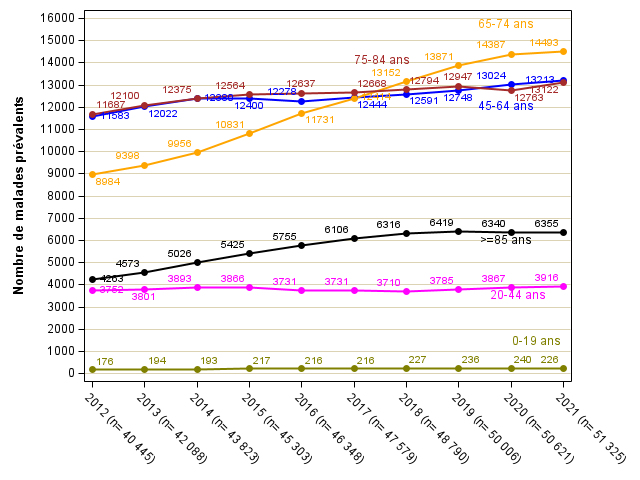 Nombre de malades prévalents
16000
15000
14000
13000
12000
11000
10000
9000
8000
7000
6000
5000
4000
3000
2000
1000
0
65-74 ans
8984 9398 9956 10831 11731 13152 13871 14387 14493
75-84 ans
11687 12100 12375 12564 12637 12668 12794 12947 12763 13122
45-64 ans
11583 12022 12400 12278 12444 12591 12748 13024 13213
>=85 ans
4263 4573 5026 5425 5755 6106 6316 6419 6340 6355
20-44 ans
3752 3801 3893 3866 3731 3731 3710 3785 3867 3916
0-19 ans
176 194 193 217 216 216 227 236 240 226
2012 (n= 40 445)
2013 (n= 42 088)
2014 (n= 43 823)
2015 (n= 45 303)
2016 (n= 46 348)
2017 (n= 47 579)
2018 (n= 48 790)
2019 (n= 50 006)
2020 (n= 50 621)
2021 (n= 51 325)